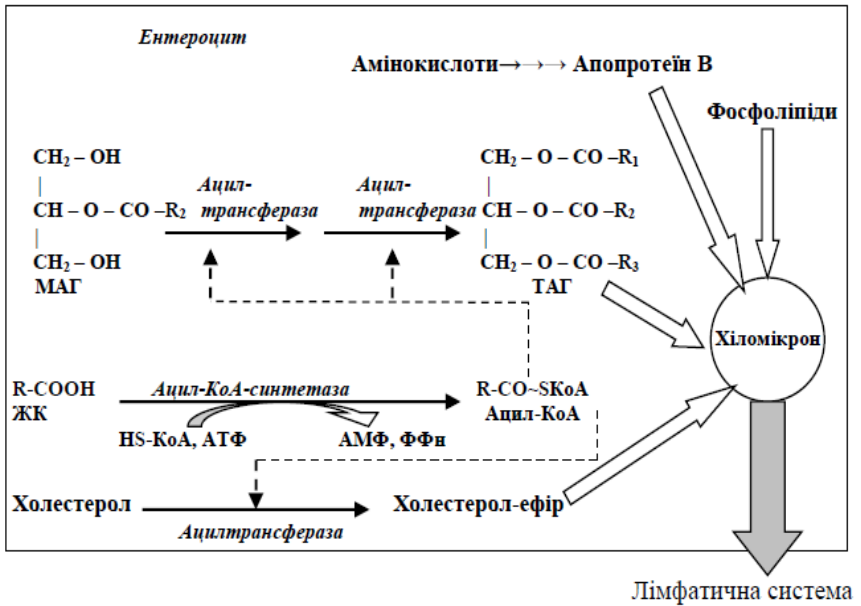 Ентероцит
Амінокислоти→→→ Апопротеїн В
Фосфоліпіди
CH₂ – OH
|
CH – O – CO –R₂
|
CH₂ – OH
МАГ
Ацил-
трансфераза
Ацил-
трансфераза
CH₂ – O – CO –R₁
|
CH – O – CO –R₂
|
CH₂ – O – CO –R₃
ТАГ
Хіломікрон
R-COOH
ЖК
Ацил-КоА-синтетаза
HS-КоА, АТФ
АМФ, ФФн
R-CO~SКоА
Ацил-КоА
Холестерол
Ацилтрансфераза
Холестерол-ефір
Лімфатична система